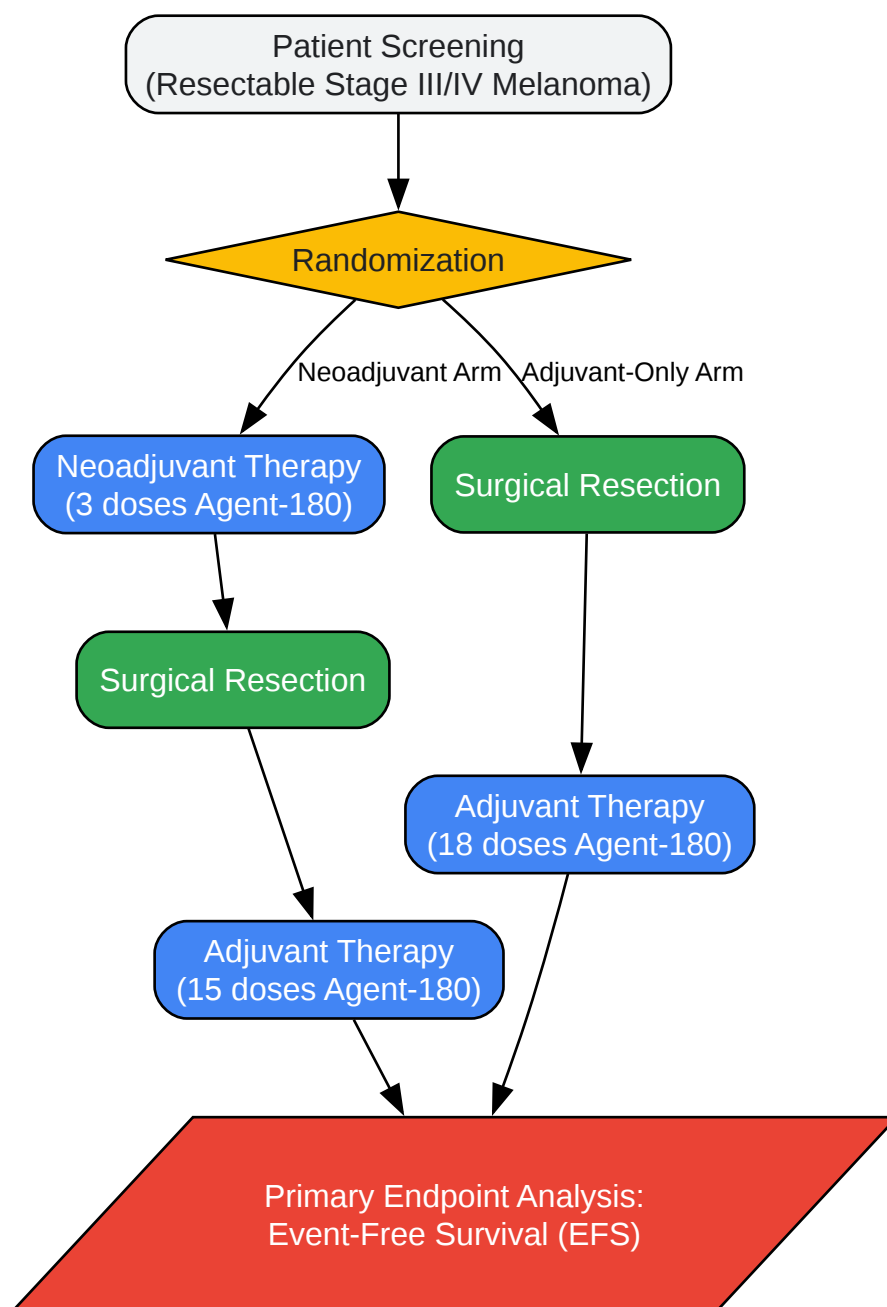 Patient Screening
(Resectable Stage III/IV Melanoma)
Randomization
Neoadjuvant Arm
Adjuvant-Only Arm
Neoadjuvant Therapy
(3 doses Agent-180)
Surgical Resection
Surgical Resection
Adjuvant Therapy
(18 doses Agent-180)
Adjuvant Therapy
(15 doses Agent-180)
Primary Endpoint Analysis:
Event-Free Survival (EFS)